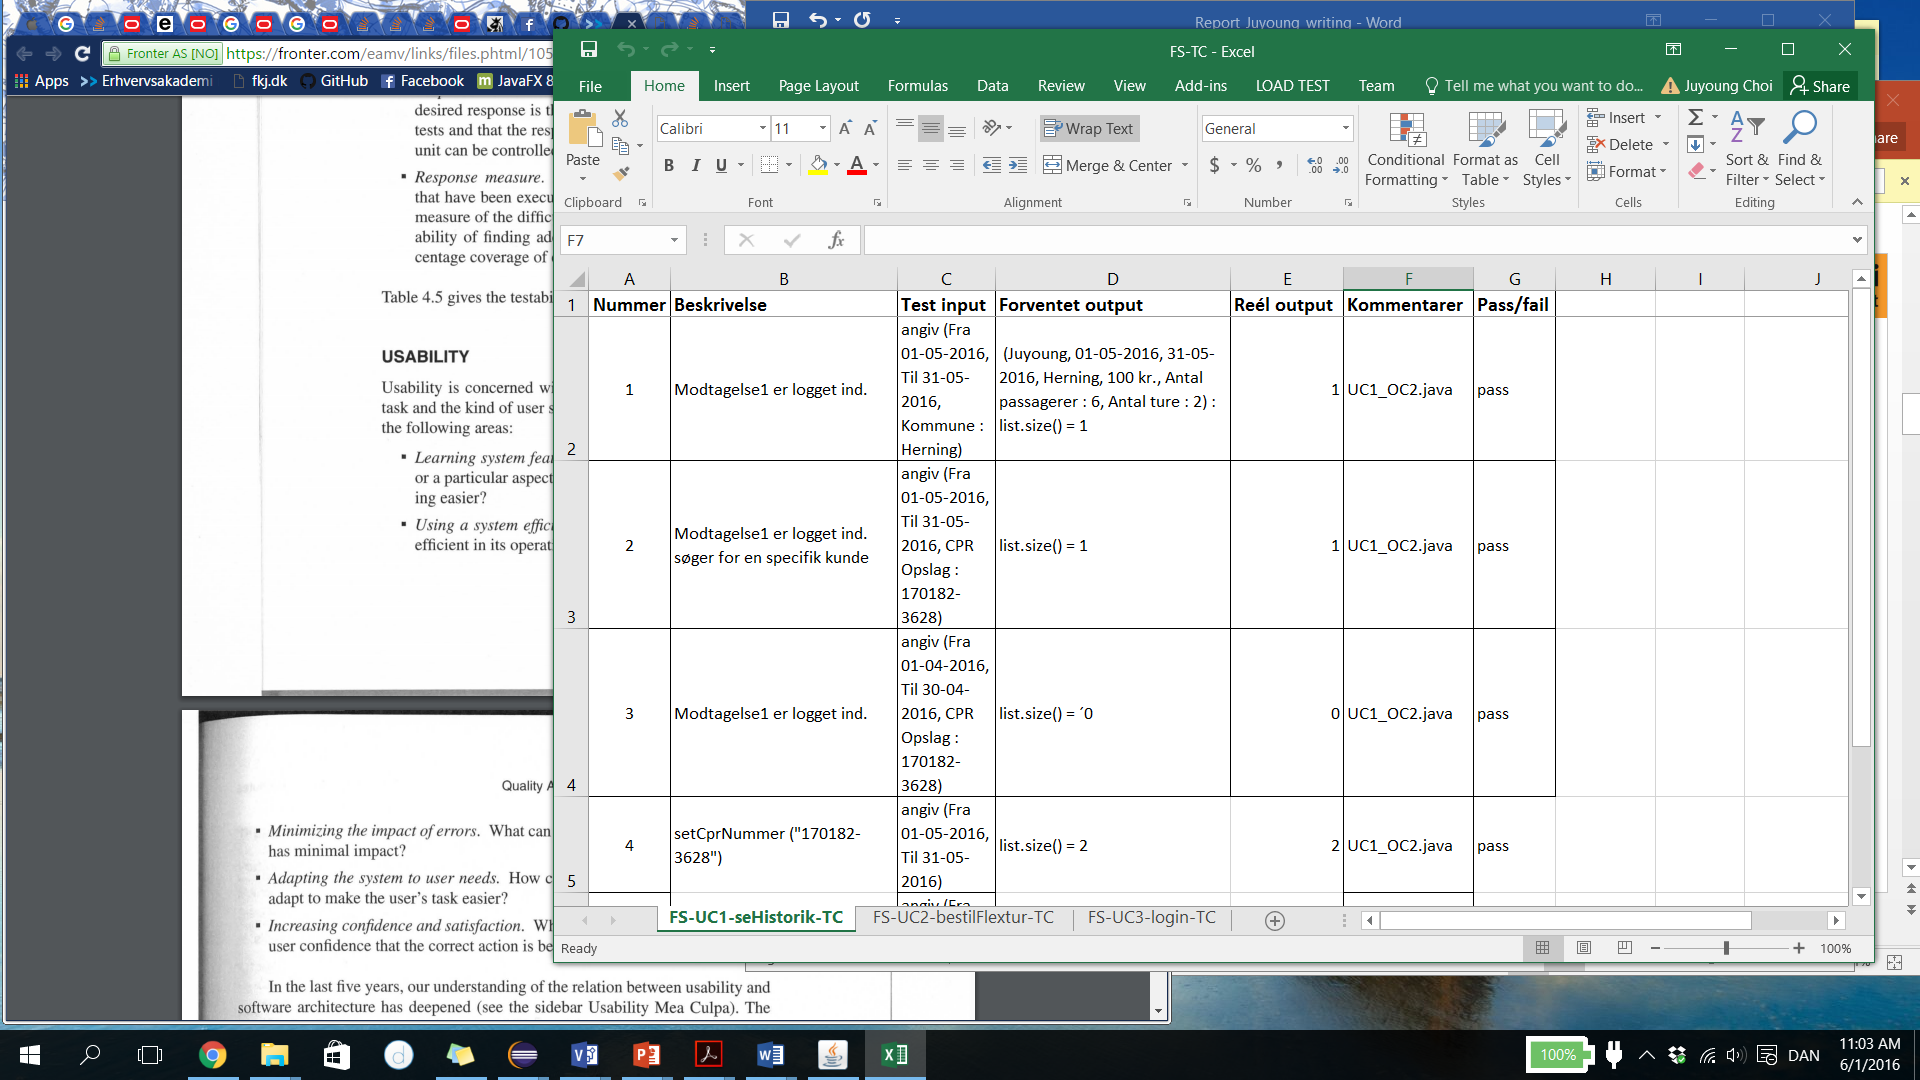 Report Juyoung writing - Word
Fronter AS [NO]
https://fronter.com/eamv/links/files.phtml/105
Apps
Erhvervsakademi
fkj.dk
GitHub
Facebook
JavaFX 8
desired response is
tests and that the
unit can be controlled
Response measure.
that have been
measure of the
ability of finding
centage coverage of
Table 4.5 gives the
USABILITY
Usability is concerned
task and the kind of user
the following areas:
Learning system
or a particular aspect
ing easier?
Using a system
efficient in its
Quality
Minimizing the impact of errors. What can
has minimal impact?
Adapting the system to user needs. How
adapt to make the user's task easier?
Increasing confidence and satisfaction.
user confidence that the correct action is be
In the last five years, our understanding of the relation between usability and
software architecture has deepened (see the sidebar Usability Mea Culpa). The
FS-TC - Excel
File
Home
Insert
Page Layout
Formulas
Data
Review
View
Add-ins
LOAD TEST
Team
Tell me what you want to do...
Juyoung Choi
Share
Paste
Clipboard
Calibri
11
B I U
Font
Wrap Text
Merge & Center
Alignment
General
$ %
Number
Conditional Formatting
Format as Table
Cell Styles
Styles
Insert
Delete
Format
Cells
Sort & Filter
Find & Select
Editing
F7
fx
A B C D E F G H I J
1 Nummer Beskrivelse Test input Forventet output Reél output Kommentarer Pass/fail
2
1
Modtagelse1 er logget ind.
angiv (Fra
01-05-2016,
Til 31-05-
2016,
Kommune :
Herning)
(Juyoung, 01-05-2016, 31-05-
2016, Herning, 100 kr., Antal
passagerer : 6, Antal ture : 2) :
list.size() = 1
1
UC1_OC2.java
pass
3
2
Modtagelse1 er logget ind.
søger for en specifik kunde
angiv (Fra
01-05-2016,
Til 31-05-
2016, CPR
Opslag :
170182-
3628)
list.size() = 1
1
UC1_OC2.java
pass
4
3
Modtagelse1 er logget ind.
angiv (Fra
01-04-2016,
Til 30-04-
2016, CPR
Opslag :
170182-
3628)
list.size() = ´0
0
UC1_OC2.java
pass
5
4
setCprNummer ("170182-
3628")
angiv (Fra
01-05-2016,
Til 31-05-
2016)
list.size() = 2
2
UC1_OC2.java
pass
angiv (Fra
FS-UC1-seHistorik-TC
FS-UC2-bestilFlextur-TC
FS-UC3-login-TC
Ready
100%
100%
DAN
11:03 AM
6/1/2016